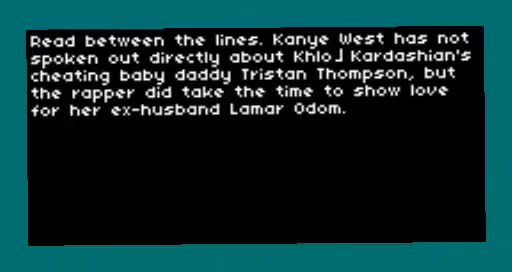 Read between the lines. Kanye West has not
spoken out directly about Khlo⌋ Kardashian's
cheating baby daddy Tristan Thompson, but
the rapper did take the time to show love
for her ex-husband Lamar Odom.